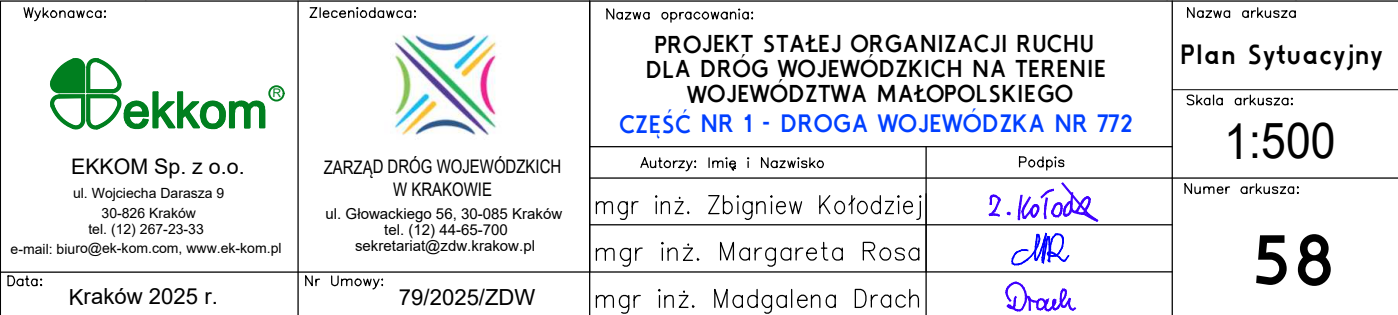 Wykonawca:
ekkom®
EKKOM Sp. z o.o.
ul. Wojciecha Darasza 9
30-826 Kraków
tel. (12) 267-23-33
e-mail: biuro@ek-kom.com, www.ek-kom.pl
Data:
Kraków 2025 r.
Zleceniodawca:
ZARZĄD DRÓG WOJEWÓDZKICH
W KRAKOWIE
ul. Głowackiego 56, 30-085 Kraków
tel. (12) 44-65-700
sekretariat@zdw.krakow.pl
Nr Umowy:
79/2025/ZDW
Nazwa opracowania:
PROJEKT STAŁEJ ORGANIZACJI RUCHU
DLA DRÓG WOJEWÓDZKICH NA TERENIE
WOJEWÓDZTWA MAŁOPOLSKIEGO
CZĘŚĆ NR 1 - DROGA WOJEWÓDZKA NR 772
Autorzy: Imię i Nazwisko
Podpis
mgr inż. Zbigniew Kołodziej
Z. Kołodz
mgr inż. Margareta Rosa
MR
mgr inż. Madgalena Drach
Drach
Nazwa arkusza
Plan Sytuacyjny
Skala arkusza:
1:500
Numer arkusza:
58